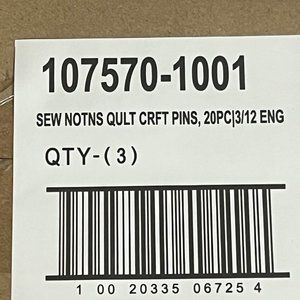 107570-1001
SEW NOTNS QULT CRFT PINS, 20PC|3/12 ENG
QTY-(3)
1 00 20335 06725 4